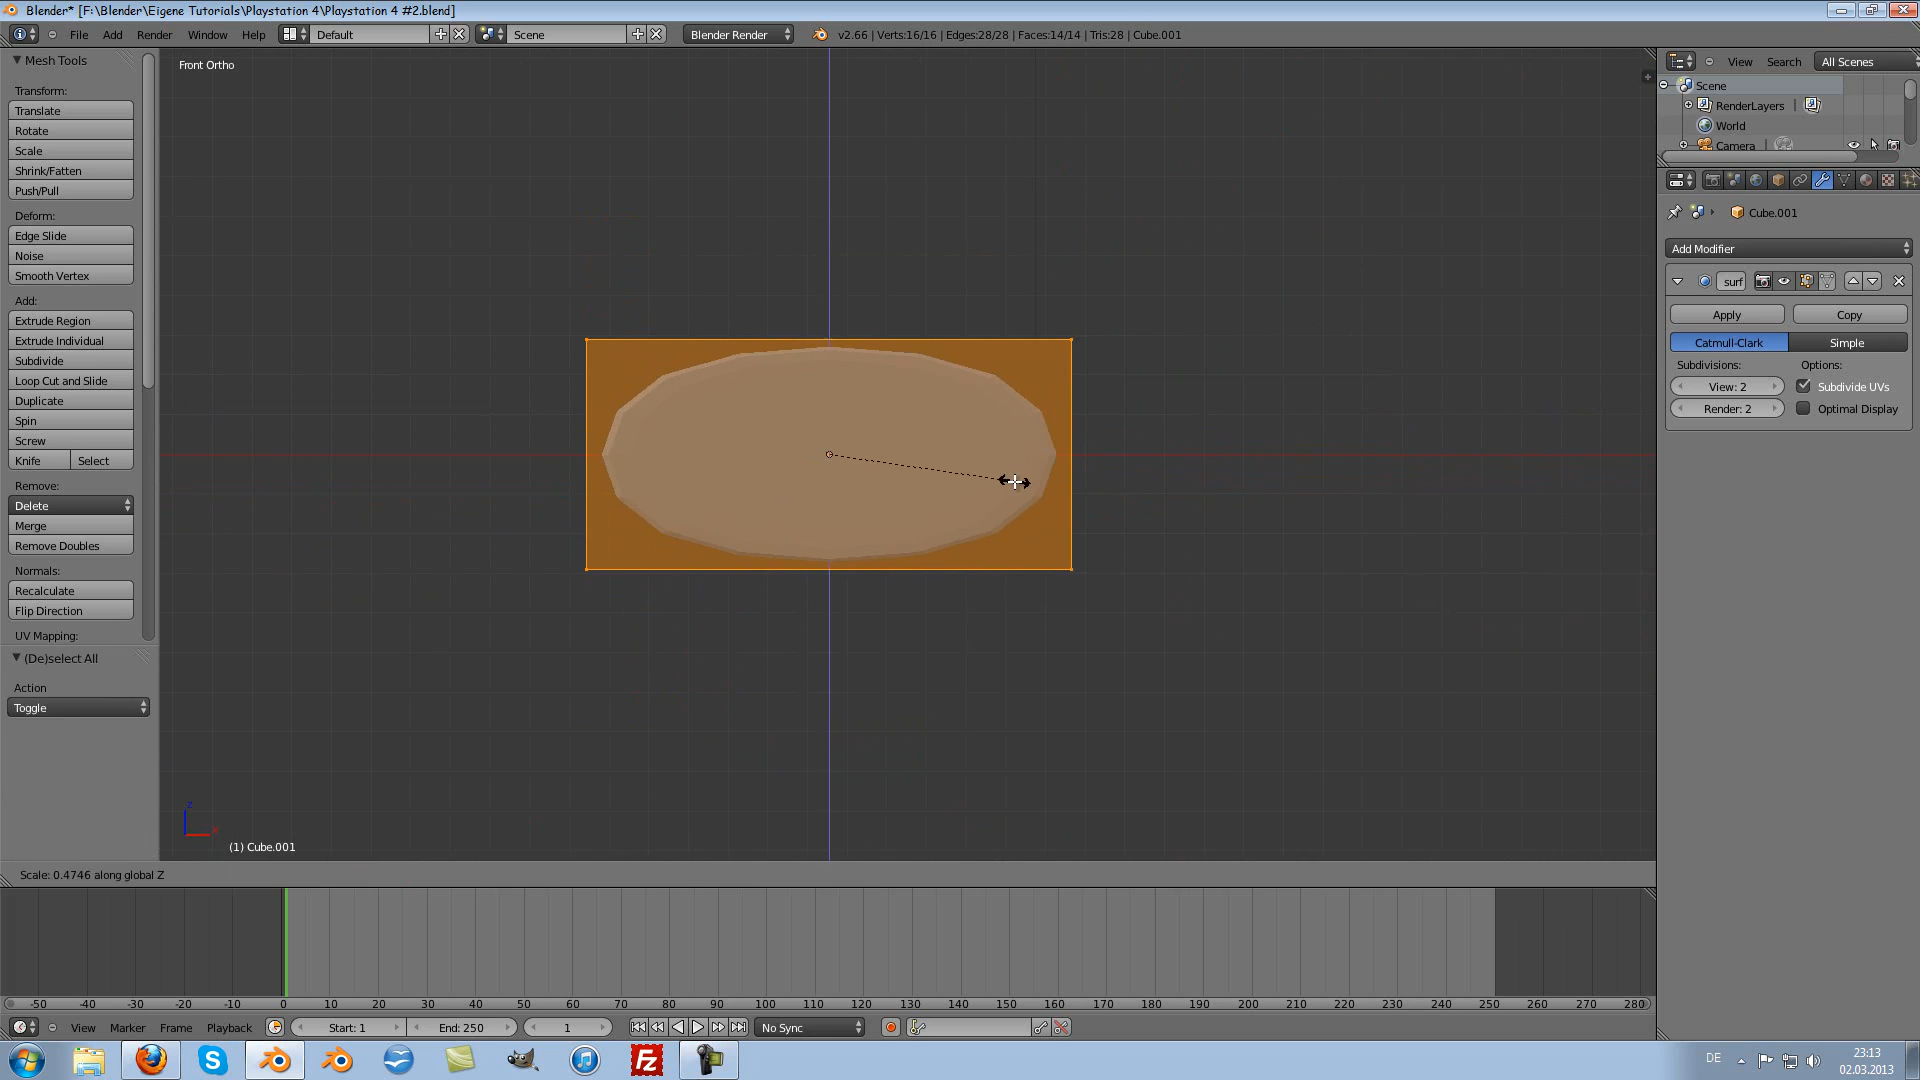 Blender* [F:\Blender\Eigene Tutorials\Playstation 4\Playstation 4 #2.blend]
File Add Render Window Help Default Scene Blender Render v2.66 | Verts:16/16 | Edges:28/28 | Faces:14/14 | Tris:28 | Cube.001
Mesh Tools
Transform:
Translate
Rotate
Scale
Shrink/Fatten
Push/Pull
Deform:
Edge Slide
Noise
Smooth Vertex
Add:
Extrude Region
Extrude Individual
Subdivide
Loop Cut and Slide
Duplicate
Spin
Screw
Knife Select
Remove:
Delete
Merge
Remove Doubles
Normals:
Recalculate
Flip Direction
UV Mapping:
(De)select All
Action
Toggle
Front Ortho
z
x
(1) Cube.001
Scale: 0.4746 along global Z
View Search All Scenes
Scene
RenderLayers
World
Camera
Cube.001
Add Modifier
surf
Apply Copy
Catmull-Clark Simple
Subdivisions: Options:
View: 2 Subdivide UVs
Render: 2 Optimal Display
-50 -40 -30 -20 -10 0 10 20 30 40 50 60 70 80 90 100 110 120 130 140 150 160 170 180 190 200 210 220 230 240 250 260 270 280
View Marker Frame Playback Start: 1 End: 250 1 No Sync
Fz
DE
23:13
02.03.2013